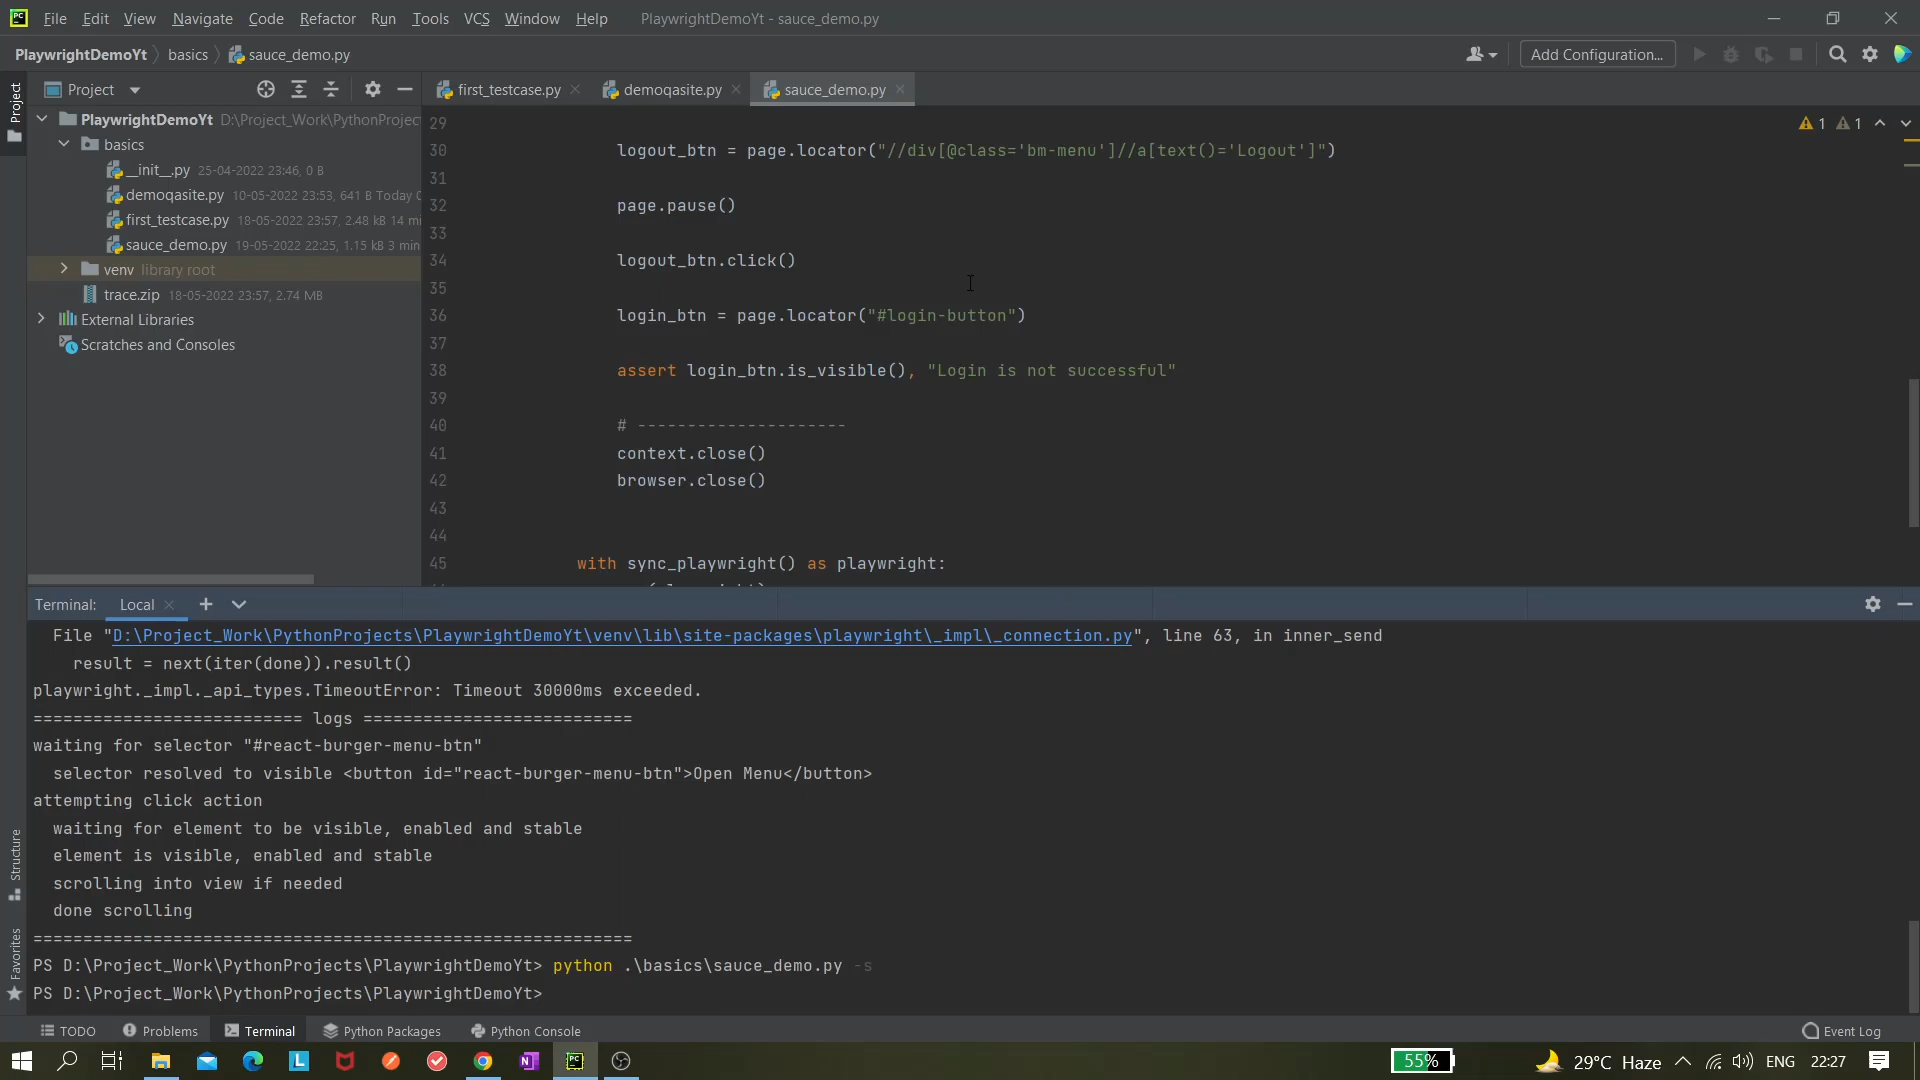 File Edit View Navigate Code Refactor Run Tools VCS Window Help PlaywrightDemoYt - sauce_demo.py
PlaywrightDemoYt basics sauce_demo.py Add Configuration...
Project
Project
first_testcase.py demoqasite.py sauce_demo.py
PlaywrightDemoYt D:\Project_Work\PythonProjec
basics
__init__.py 25-04-2022 23:46, 0 B
demoqasite.py 10-05-2022 23:53, 641 B Today
first_testcase.py 18-05-2022 23:57, 2.48 kB 14 mi
sauce_demo.py 19-05-2022 22:25, 1.15 kB 3 min
venv library root
trace.zip 18-05-2022 23:57, 2.74 MB
External Libraries
Scratches and Consoles
1 1
29
30 logout_btn = page.locator("//div[@class='bm-menu']//a[text()='Logout']")
31
32 page.pause()
33
34 logout_btn.click()
35
36 login_btn = page.locator("#login-button")
37
38 assert login_btn.is_visible(), "Login is not successful"
39
40 # ---------------------
41 context.close()
42 browser.close()
43
44
45 with sync_playwright() as playwright:
Terminal: Local
File "D:\Project_Work\PythonProjects\PlaywrightDemoYt\venv\lib\site-packages\playwright\_impl\_connection.py", line 63, in inner_send
result = next(iter(done)).result()
playwright._impl._api_types.TimeoutError: Timeout 30000ms exceeded.
=========================== logs ===========================
waiting for selector "#react-burger-menu-btn"
selector resolved to visible <button id="react-burger-menu-btn">Open Menu</button>
attempting click action
waiting for element to be visible, enabled and stable
element is visible, enabled and stable
scrolling into view if needed
done scrolling
============================================================
PS D:\Project_Work\PythonProjects\PlaywrightDemoYt> python .\basics\sauce_demo.py -s
PS D:\Project_Work\PythonProjects\PlaywrightDemoYt>
Structure
Favorites
TODO Problems Terminal Python Packages Python Console Event Log
55% 29°C Haze ENG 22:27